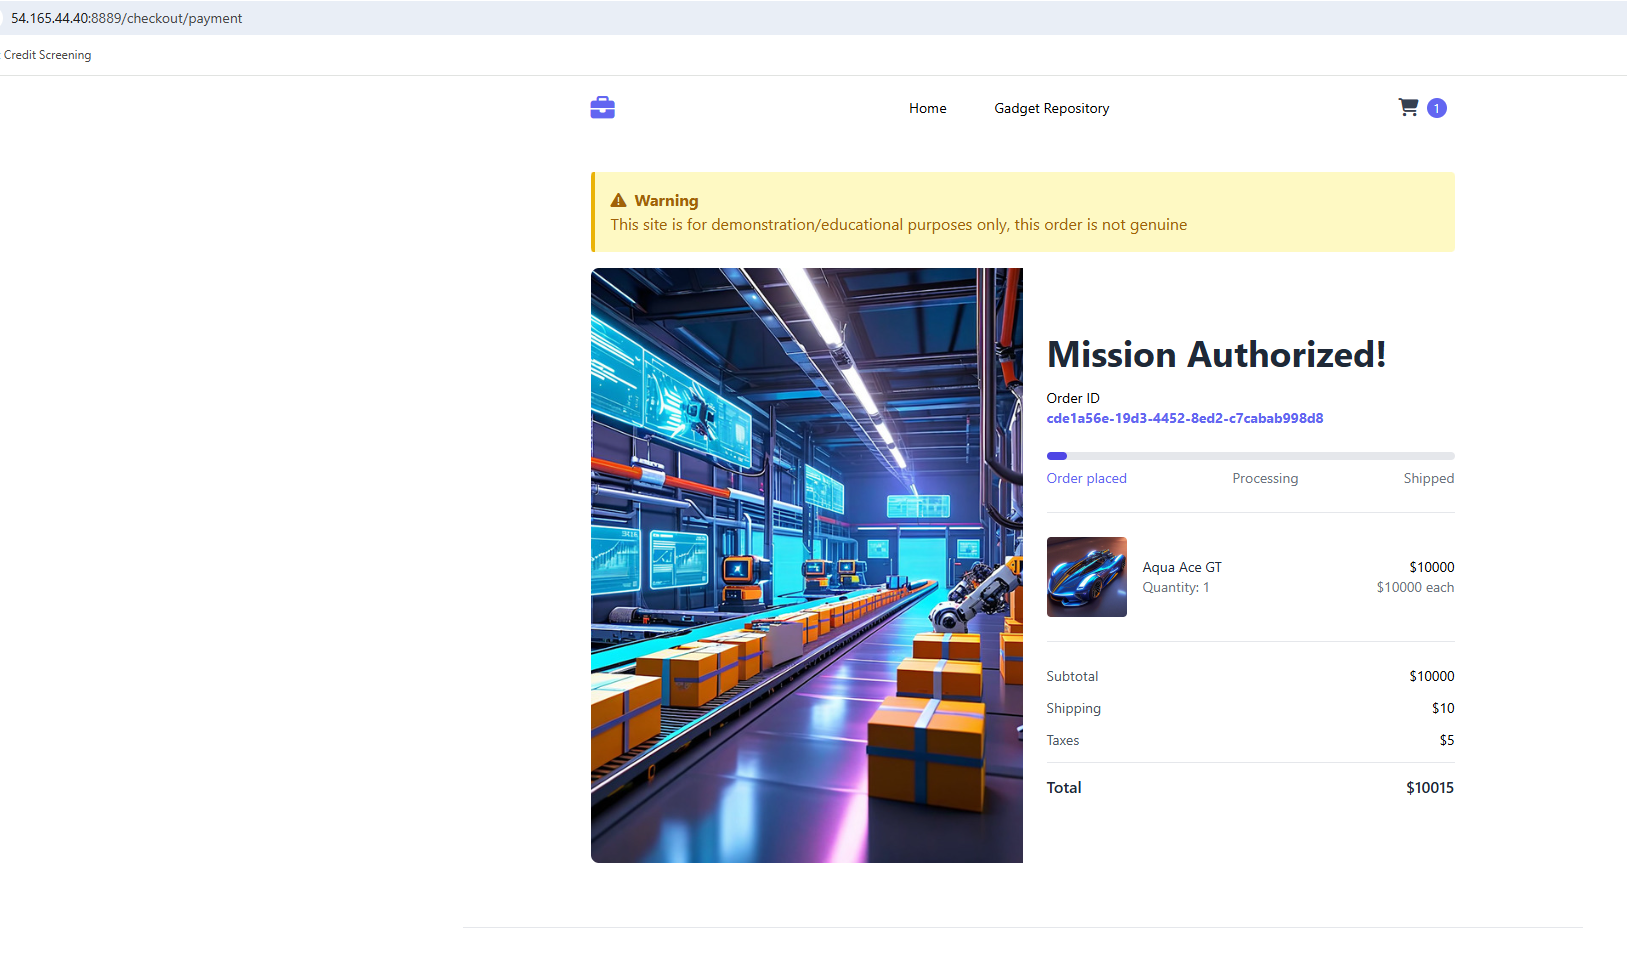 54.165.44.40:8889/checkout/payment
Credit Screening
Home
Gadget Repository
1
Warning
This site is for demonstration/educational purposes only, this order is not genuine
Mission Authorized!
Order ID
cde1a56e-19d3-4452-8ed2-c7cabab998d8
Order placed
Processing
Shipped
Aqua Ace GT
$10000
Quantity: 1
$10000 each
Subtotal
$10000
Shipping
$10
Taxes
$5
Total
$10015